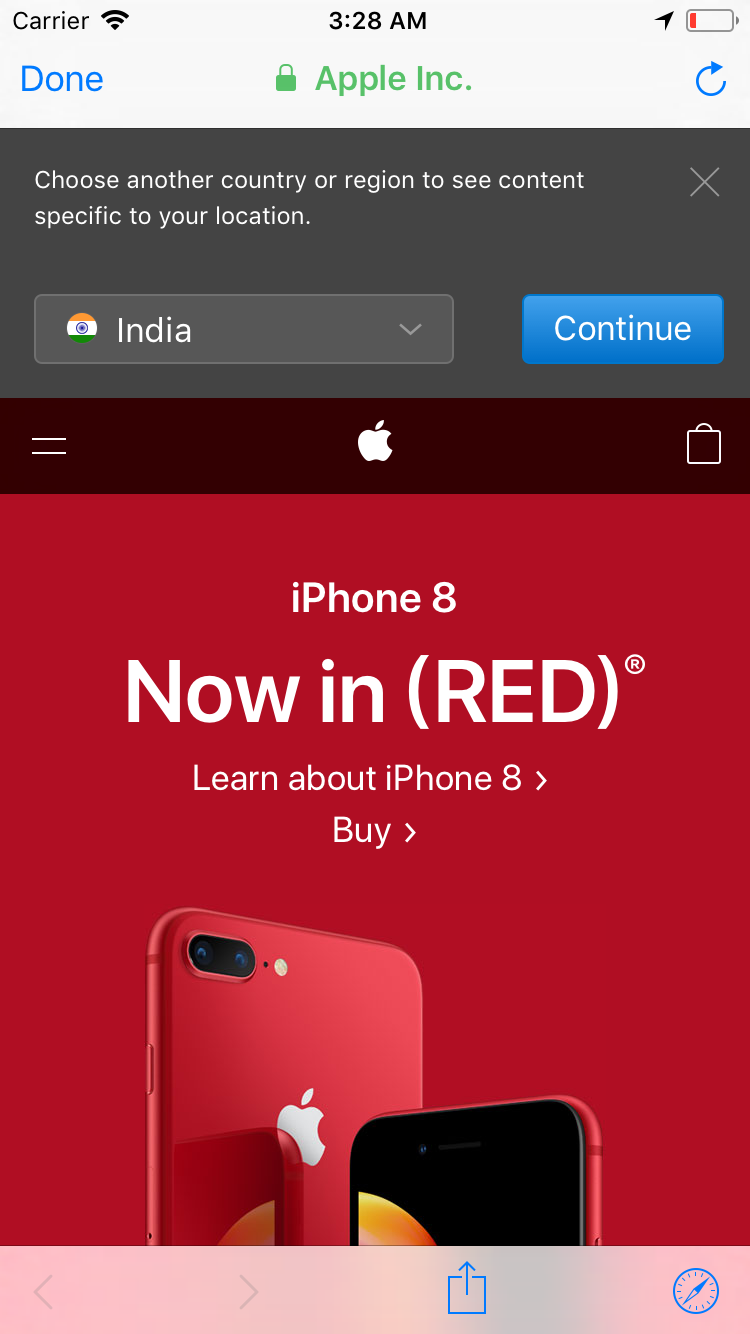 Carrier 3:28 AM
Done Apple Inc.
Choose another country or region to see content
specific to your location.
India Continue
iPhone 8
Now in (RED)®
Learn about iPhone 8 ›
Buy ›